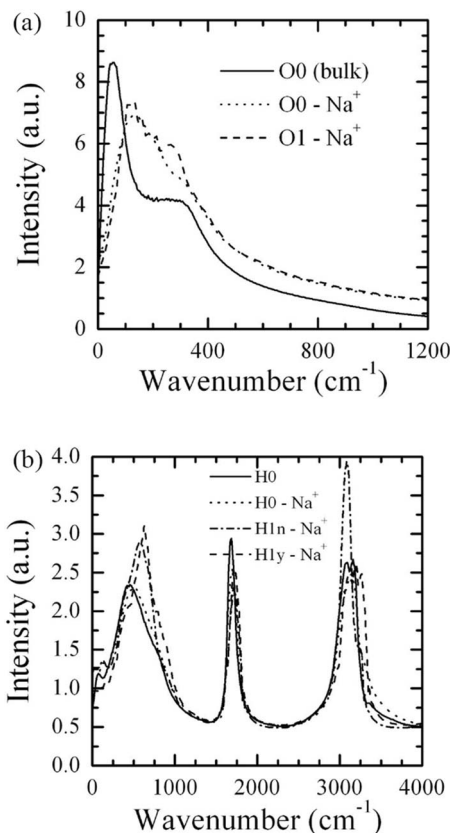 (a)
10
8
6
4
2
0
Intensity (a.u.)
O0 (bulk)
O0 - Na⁺
O1 - Na⁺
0 400 800 1200
Wavenumber (cm⁻¹)
(b)
4.0
3.5
3.0
2.5
2.0
1.5
1.0
0.5
0.0
Intensity (a.u.)
H0
H0 - Na⁺
H1n - Na⁺
H1y - Na⁺
0 1000 2000 3000 4000
Wavenumber (cm⁻¹)